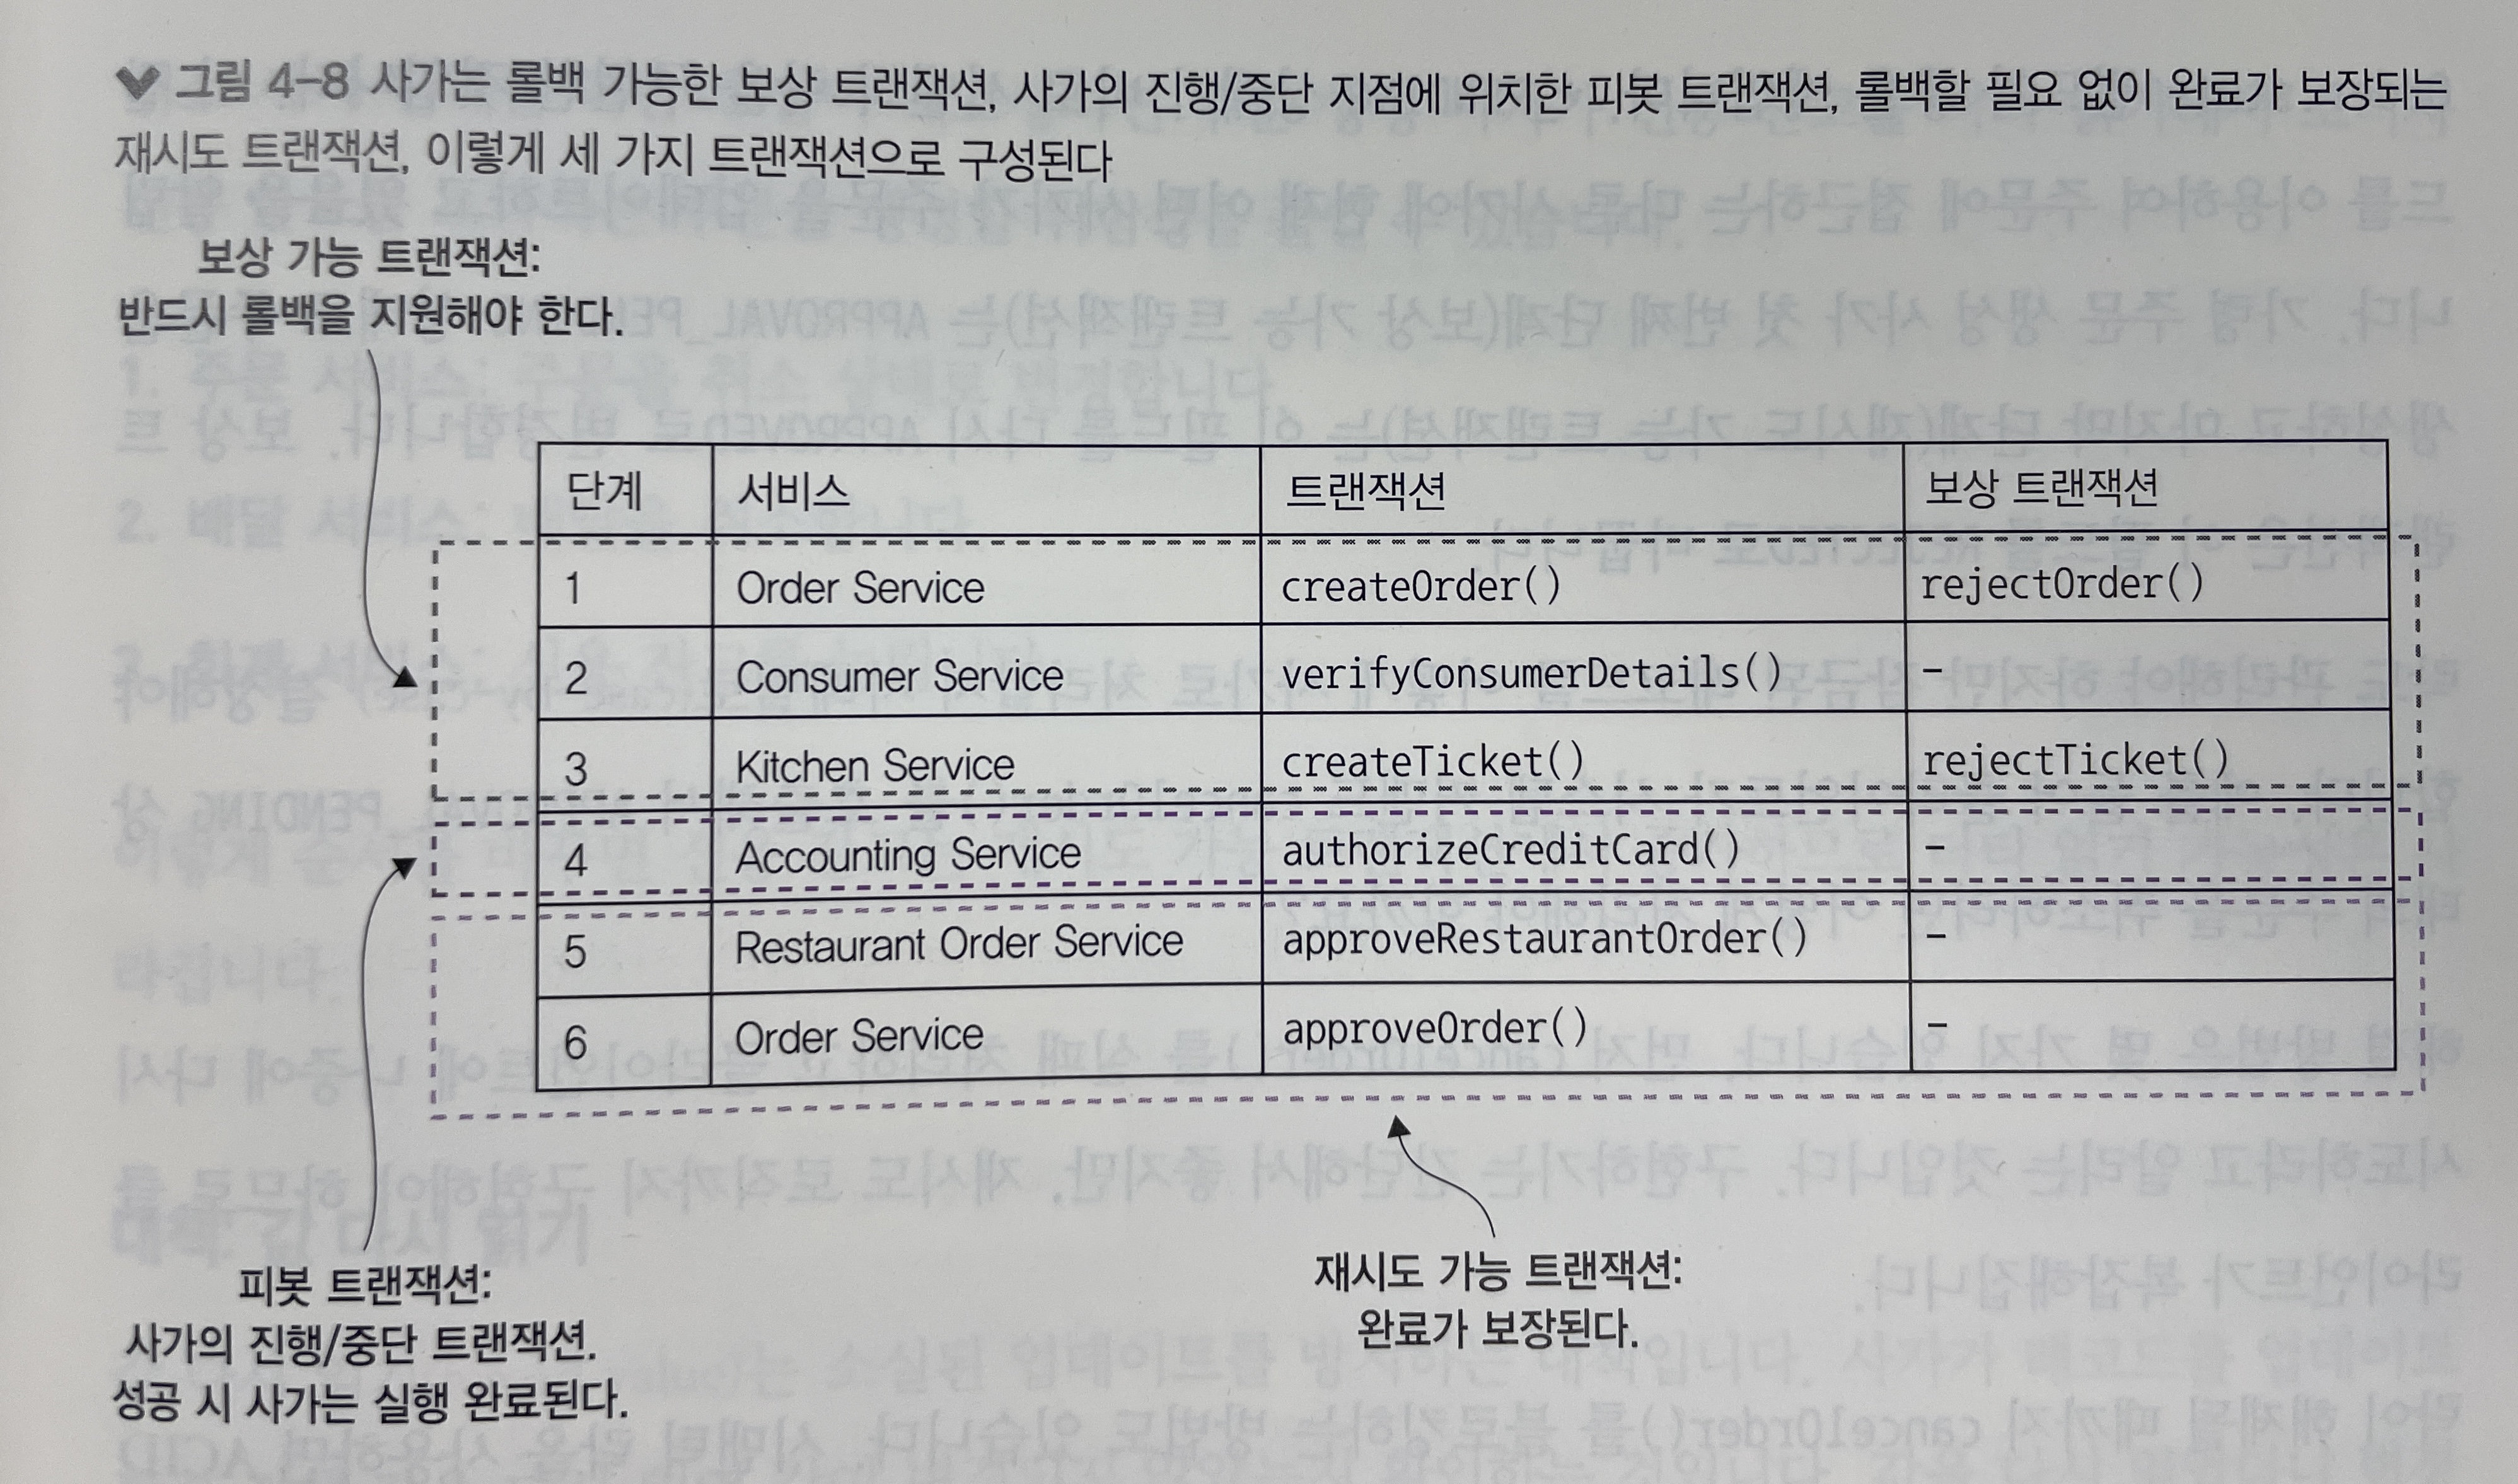 그림 4-8 사가는 롤백 가능한 보상 트랜잭션, 사가의 진행/중단 지점에 위치한 피봇 트랜잭션, 롤백할 필요 없이 완료가 보장되는
재시도 트랜잭션, 이렇게 세 가지 트랜잭션으로 구성된다
보상 가능 트랜잭션:
반드시 롤백을 지원해야 한다.
단계 서비스 트랜잭션 보상 트랜잭션
1 Order Service createOrder() rejectOrder()
2 Consumer Service verifyConsumerDetails() -
3 Kitchen Service createTicket() rejectTicket()
4 Accounting Service authorizeCreditCard() -
5 Restaurant Order Service approveRestaurantOrder() -
6 Order Service approveOrder() -
피봇 트랜잭션:
사가의 진행/중단 트랜잭션.
성공 시 사가는 실행 완료된다.
재시도 가능 트랜잭션:
완료가 보장된다.